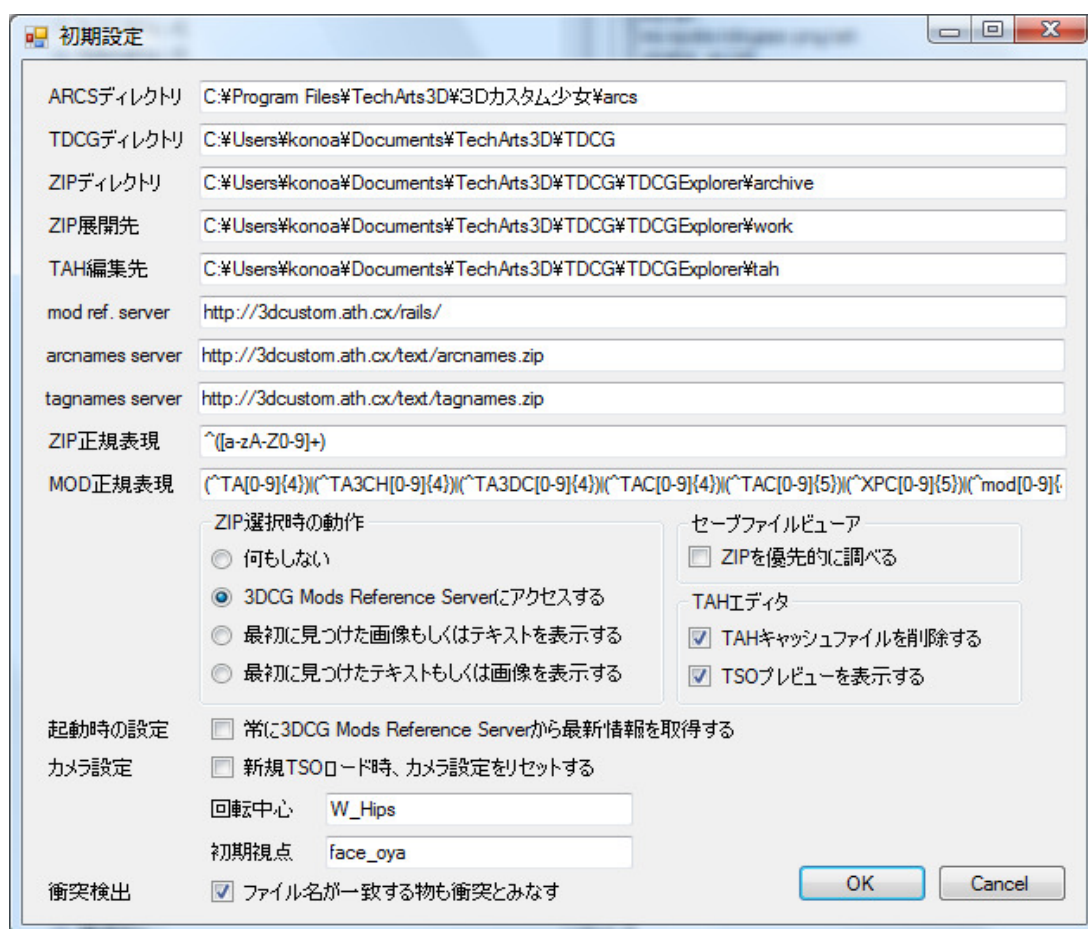 初期設定
ARCSディレクトリ C:¥Program Files¥TechArts3D¥3Dカスタム少女¥arcs
TDCGディレクトリ C:¥Users¥konoa¥Documents¥TechArts3D¥TDCG
ZIPディレクトリ C:¥Users¥konoa¥Documents¥TechArts3D¥TDCG¥TDCGExplorer¥archive
ZIP展開先 C:¥Users¥konoa¥Documents¥TechArts3D¥TDCG¥TDCGExplorer¥work
TAH編集先 C:¥Users¥konoa¥Documents¥TechArts3D¥TDCG¥TDCGExplorer¥tah
mod ref. server http://3dcustom.ath.cx/rails/
arcnames server http://3dcustom.ath.cx/text/arcnames.zip
tagnames server http://3dcustom.ath.cx/text/tagnames.zip
ZIP正規表現 ^([a-zA-Z0-9]+)
MOD正規表現 (^TA[0-9]{4})|(^TA3CH[0-9]{4})|(^TA3DC[0-9]{4})|(^TAC[0-9]{4})|(^TAC[0-9]{5})|(^XPC[0-9]{5})|(^mod[0-9]{
ZIP選択時の動作
何もしない
3DCG Mods Reference Serverにアクセスする
最初に見つけた画像もしくはテキストを表示する
最初に見つけたテキストもしくは画像を表示する
セーブファイルビューア
ZIPを優先的に調べる
TAHエディタ
TAHキャッシュファイルを削除する
TSOプレビューを表示する
起動時の設定 常に3DCG Mods Reference Serverから最新情報を取得する
カメラ設定 新規TSOロード時、カメラ設定をリセットする
回転中心 W_Hips
初期視点 face_oya
衝突検出 ファイル名が一致する物も衝突とみなす
OK Cancel